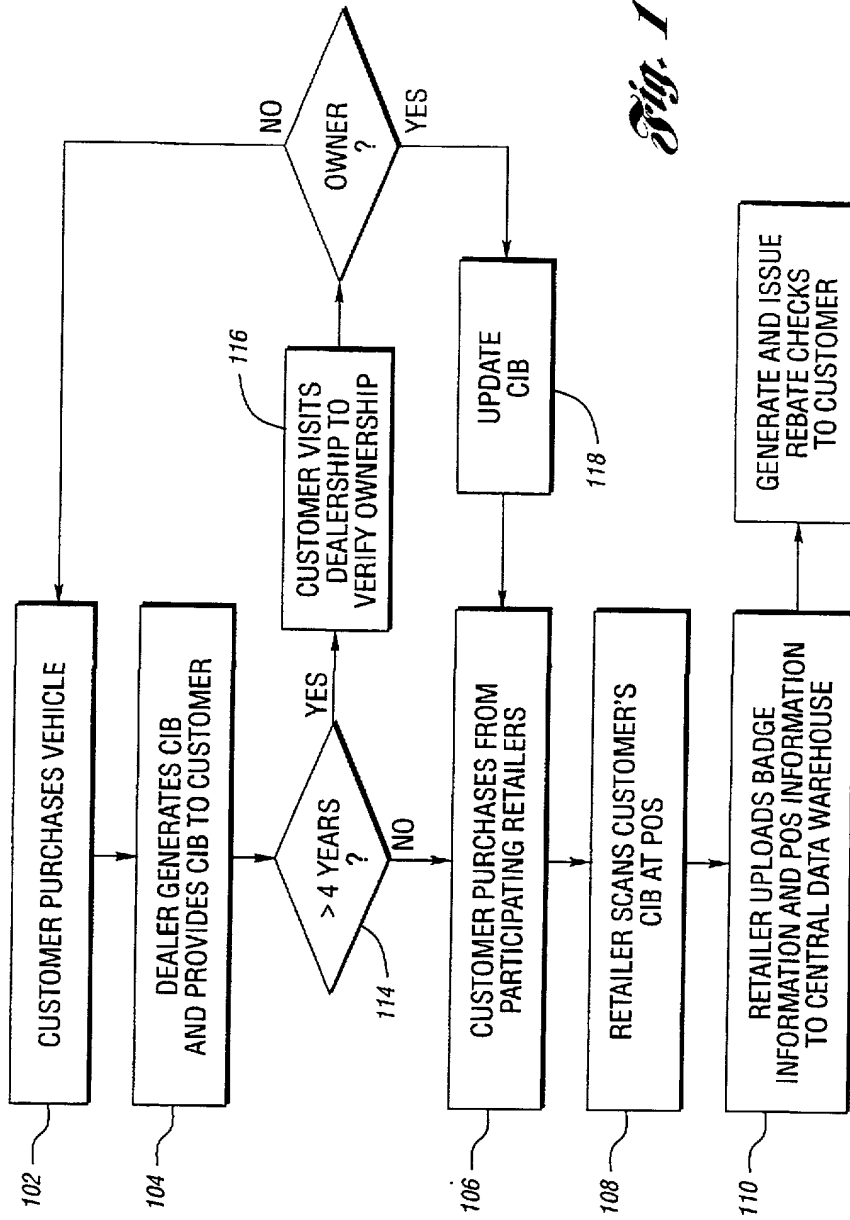 102
CUSTOMER PURCHASES VEHICLE
104
DEALER GENERATES CIB
AND PROVIDES CIB TO CUSTOMER
114
> 4 YEARS
?
YES
NO
116
CUSTOMER VISITS
DEALERSHIP TO
VERIFY OWNERSHIP
OWNER
?
NO
YES
118
UPDATE
CIB
106
CUSTOMER PURCHASES FROM
PARTICIPATING RETAILERS
108
RETAILER SCANS CUSTOMER'S
CIB AT POS
110
RETAILER UPLOADS BADGE
INFORMATION AND POS INFORMATION
TO CENTRAL DATA WAREHOUSE
GENERATE AND ISSUE
REBATE CHECKS
TO CUSTOMER
Fig. 1